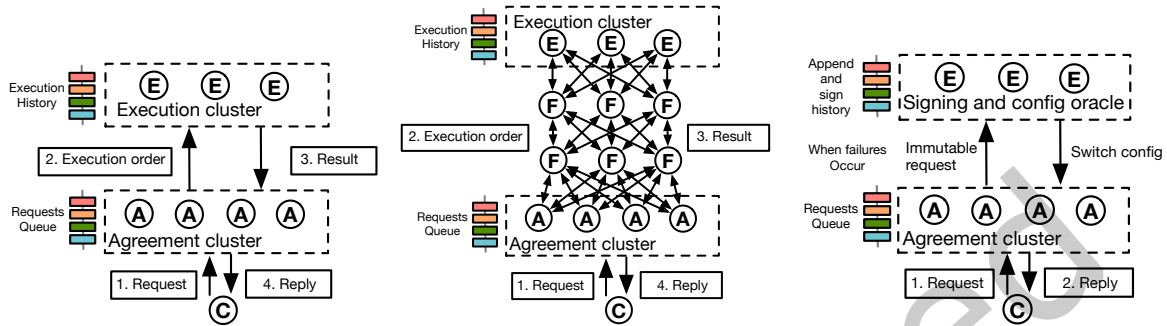 Execution
History
E E E
Execution cluster
2. Execution order
3. Result
Requests
Queue
A A A A
Agreement cluster
1. Request
4. Reply
C
Execution cluster
Execution
History
E E E
F F F
2. Execution order
3. Result
F F F
Requests
Queue
A A A A
Agreement cluster
1. Request
4. Reply
C
Append
and
sign
history
E E E
Signing and config oracle
When failures
Occur
Immutable
request
Switch config
Requests
Queue
A A A A
Agreement cluster
1. Request
2. Reply
C